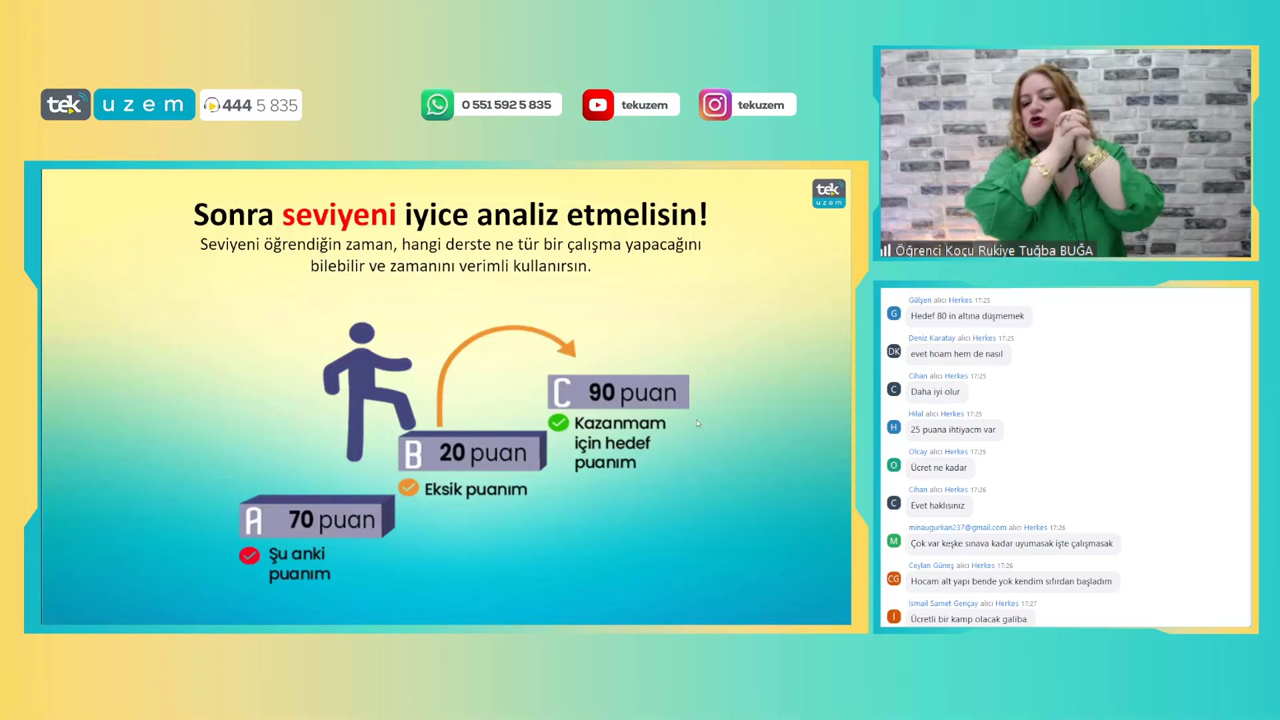 tek uzem 444 5 835
0 551 592 5 835
tekuzem
tekuzem
Sonra seviyeni iyice analiz etmelisin!
Seviyeni öğrendiğin zaman, hangi derste ne tür bir çalışma yapacağını
bilebilir ve zamanını verimli kullanırsın.
tek
uzem
C 90 puan
Kazanmam
için hedef
puanım
B 20 puan
Eksik puanım
A 70 puan
Şu anki
puanım
Öğrenci Koçu Rukiye Tuğba BUĞA
Gülşen alıcı Herkes 17:25
G Hedef 80 in altına düşmemek
Deniz Karatay alıcı Herkes 17:25
DK evet hoam hem de nasıl
Cihan alıcı Herkes 17:25
C Daha iyi olur
Hilal alıcı Herkes 17:25
H 25 puana ihtiyacm var
Olcay alıcı Herkes 17:25
O Ücret ne kadar
Cihan alıcı Herkes 17:26
C Evet haklısınız
minaugurkan237@gmail.com alıcı Herkes 17:26
M Çok var keşke sınava kadar uyumasak işte çalışmasak
Ceylan Güneş alıcı Herkes 17:26
CG Hocam alt yapı bende yok kendim sıfırdan başladım
İsmail Samet Gençay alıcı Herkes 17:27
I Ücretli bir kamp olacak galiba